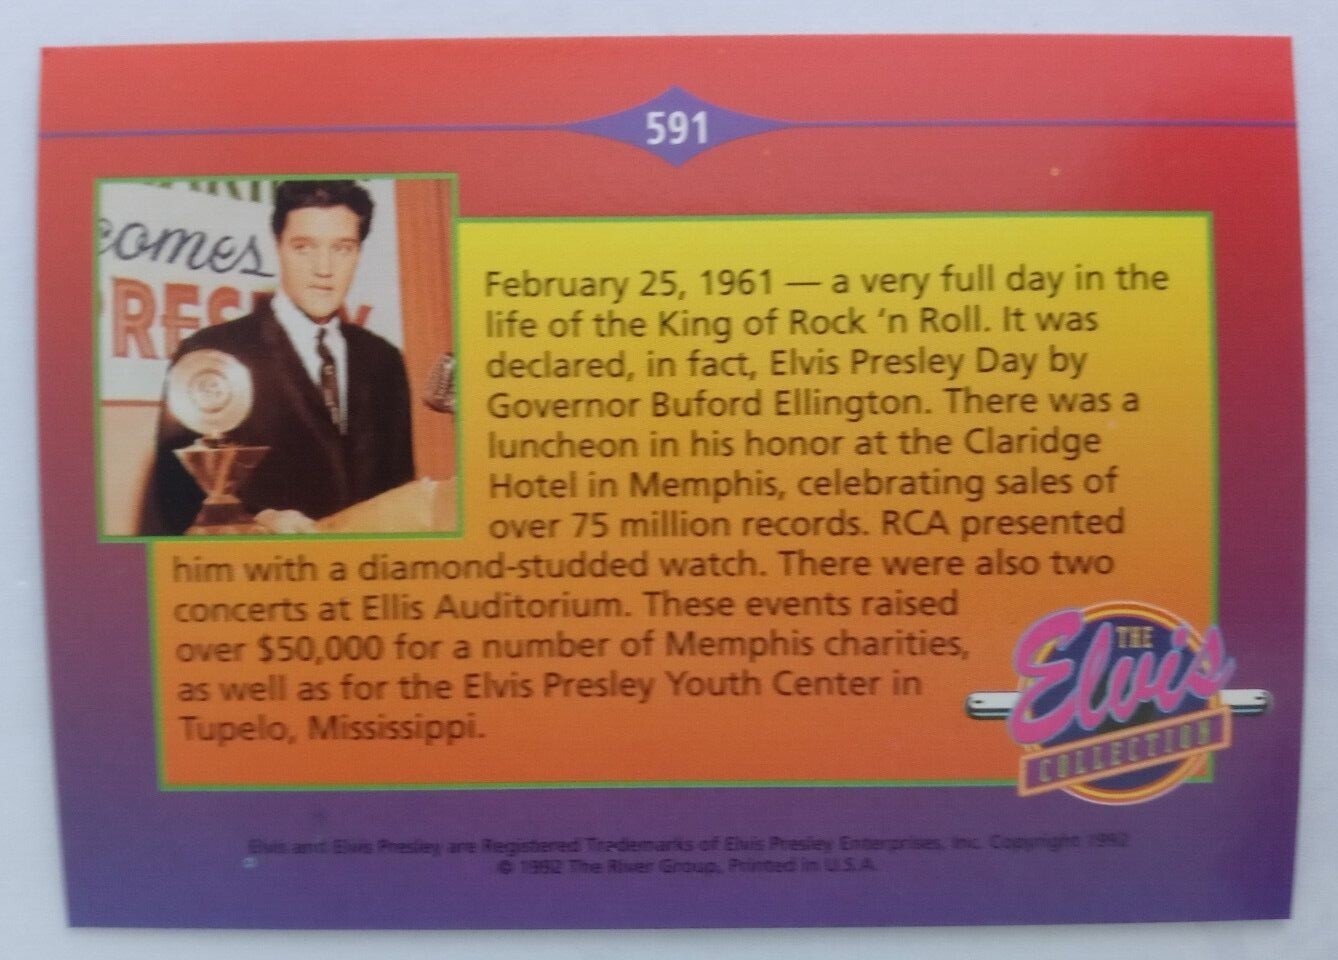 591
comes
February 25, 1961 — a very full day in the
life of the King of Rock 'n Roll. It was
declared, in fact, Elvis Presley Day by
Governor Buford Ellington. There was a
luncheon in his honor at the Claridge
Hotel in Memphis, celebrating sales of
over 75 million records. RCA presented
him with a diamond-studded watch. There were also two
concerts at Ellis Auditorium. These events raised
over $50,000 for a number of Memphis charities,
as well as for the Elvis Presley Youth Center in
Tupelo, Mississippi.
THE
Elvis
COLLECTION
Elvis and Elvis Presley are Registered Trademarks of Elvis Presley Enterprises, Inc. Copyright 1992
© 1992 The River Group, Printed in U.S.A.